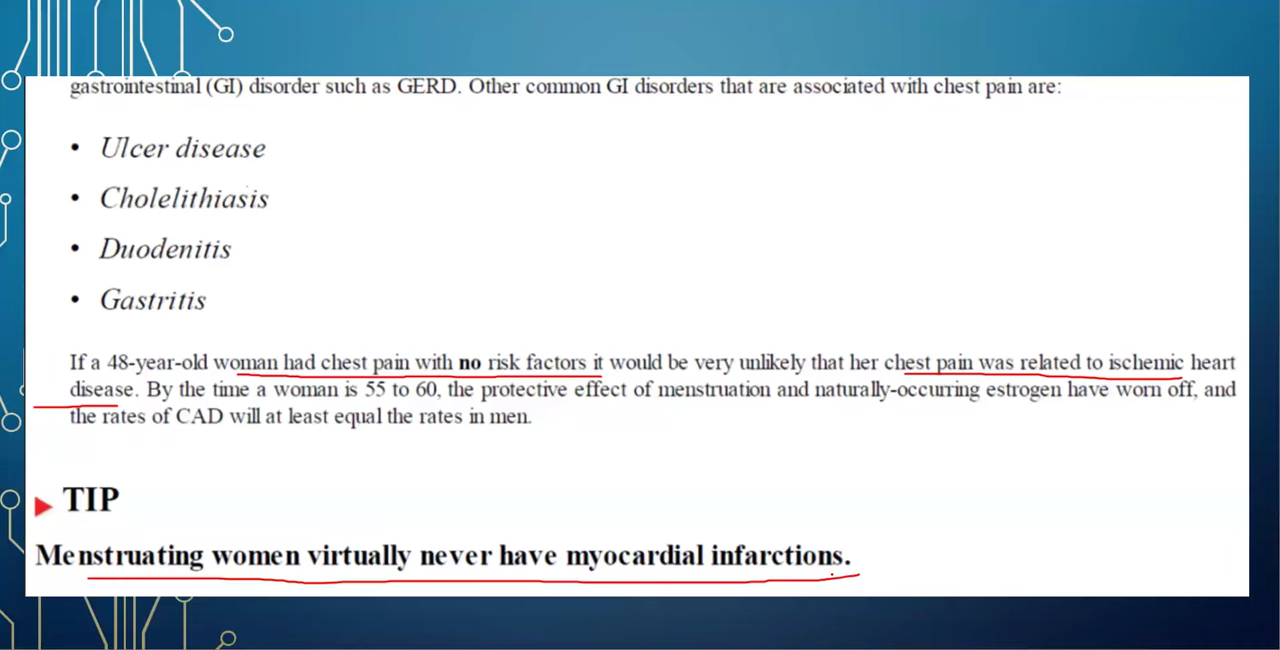 gastrointestinal (GI) disorder such as GERD. Other common GI disorders that are associated with chest pain are:
• Ulcer disease
• Cholelithiasis
• Duodenitis
• Gastritis
If a 48-year-old woman had chest pain with no risk factors it would be very unlikely that her chest pain was related to ischemic heart
disease. By the time a woman is 55 to 60, the protective effect of menstruation and naturally-occurring estrogen have worn off, and
the rates of CAD will at least equal the rates in men.
TIP
Menstruating women virtually never have myocardial infarctions.